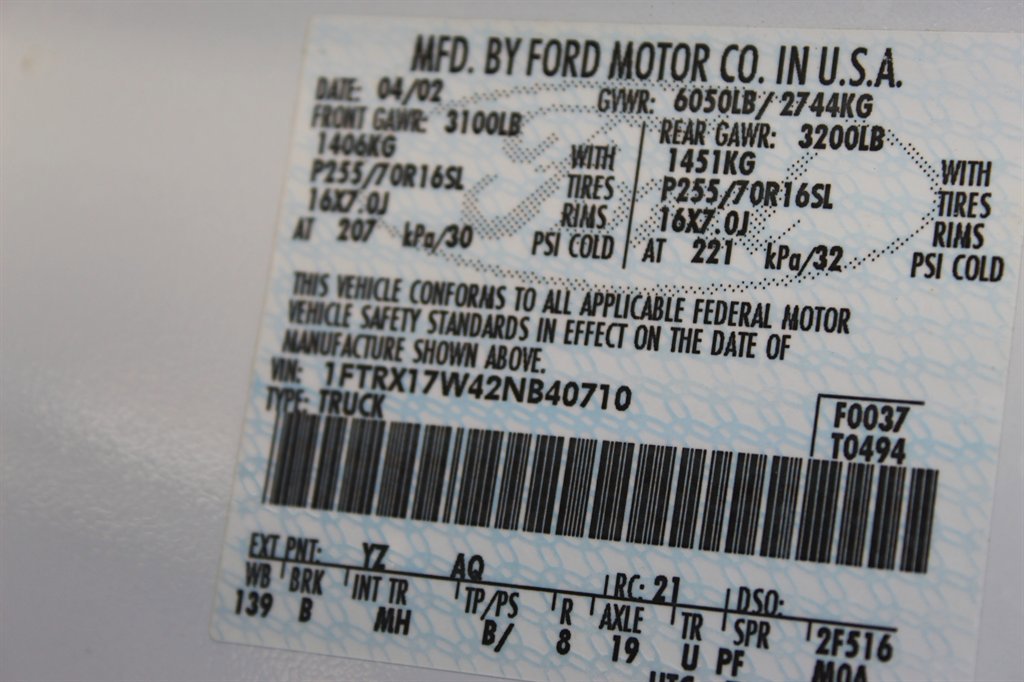 MFD. BY FORD MOTOR CO. IN U.S.A.
DATE: 04/02 GVWR: 6050LB/ 2744KG
FRONT GAWR: 3100LB REAR GAWR: 3200LB
1406KG WITH 1451KG WITH
P255/70R16SL TIRES P255/70R16SL TIRES
16X7.0J RIMS 16X7.0J RIMS
AT 207 kPa/30 PSI COLD AT 221 kPa/32 PSI COLD
THIS VEHICLE CONFORMS TO ALL APPLICABLE FEDERAL MOTOR
VEHICLE SAFETY STANDARDS IN EFFECT ON THE DATE OF
MANUFACTURE SHOWN ABOVE.
VIN: 1FTRX17W42NB40710
TYPE: TRUCK
F0037
T0494
EXT PNT: YZ AQ RC: 21 DSO:
WB BRK INT TR TP/PS R AXLE TR SPR 2F516
139 B MH B/ 8 19 U PF M0A